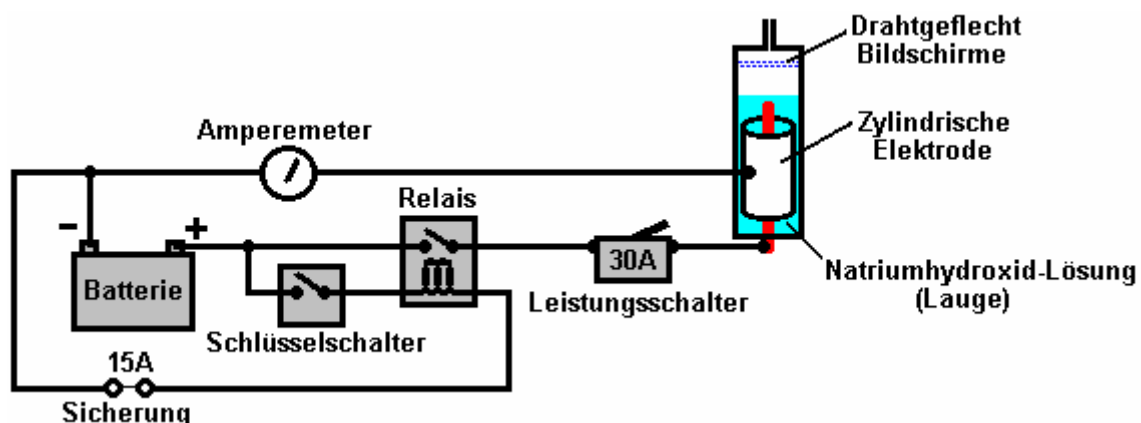 Drahtgeflecht
Bildschirme
Amperemeter
Zylindrische
Elektrode
Relais
-
+
Batterie
30A
Schlüsselschalter
Leistungsschalter
Natriumhydroxid-Lösung
(Lauge)
15A
Sicherung